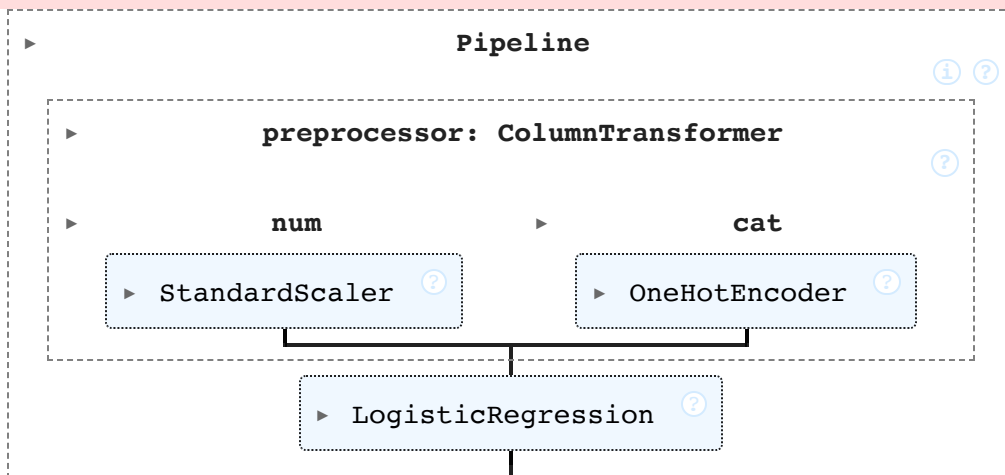 ▸ Pipeline
i ?
▸ preprocessor: ColumnTransformer
?
▸ num ▸ cat
▸ StandardScaler ? ▸ OneHotEncoder ?
▸ LogisticRegression ?